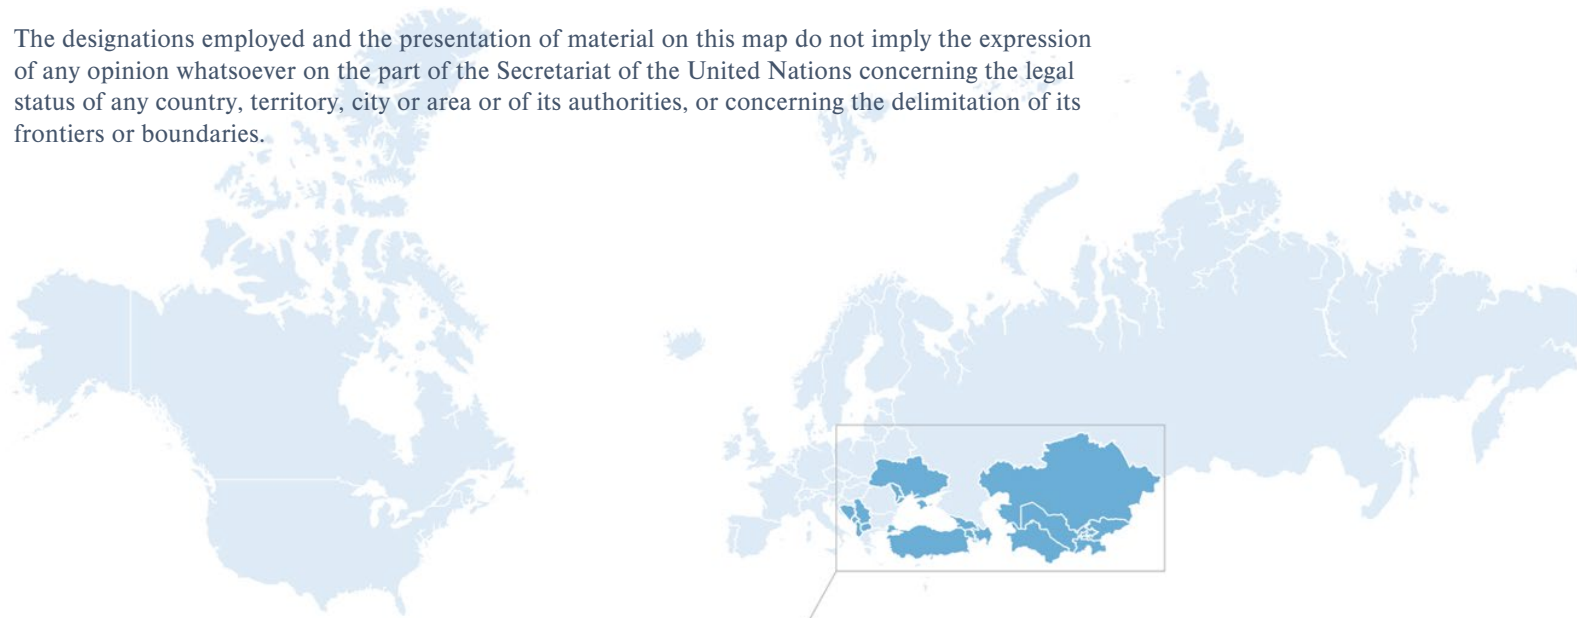 The designations employed and the presentation of material on this map do not imply the expression
of any opinion whatsoever on the part of the Secretariat of the United Nations concerning the legal
status of any country, territory, city or area or of its authorities, or concerning the delimitation of its
frontiers or boundaries.